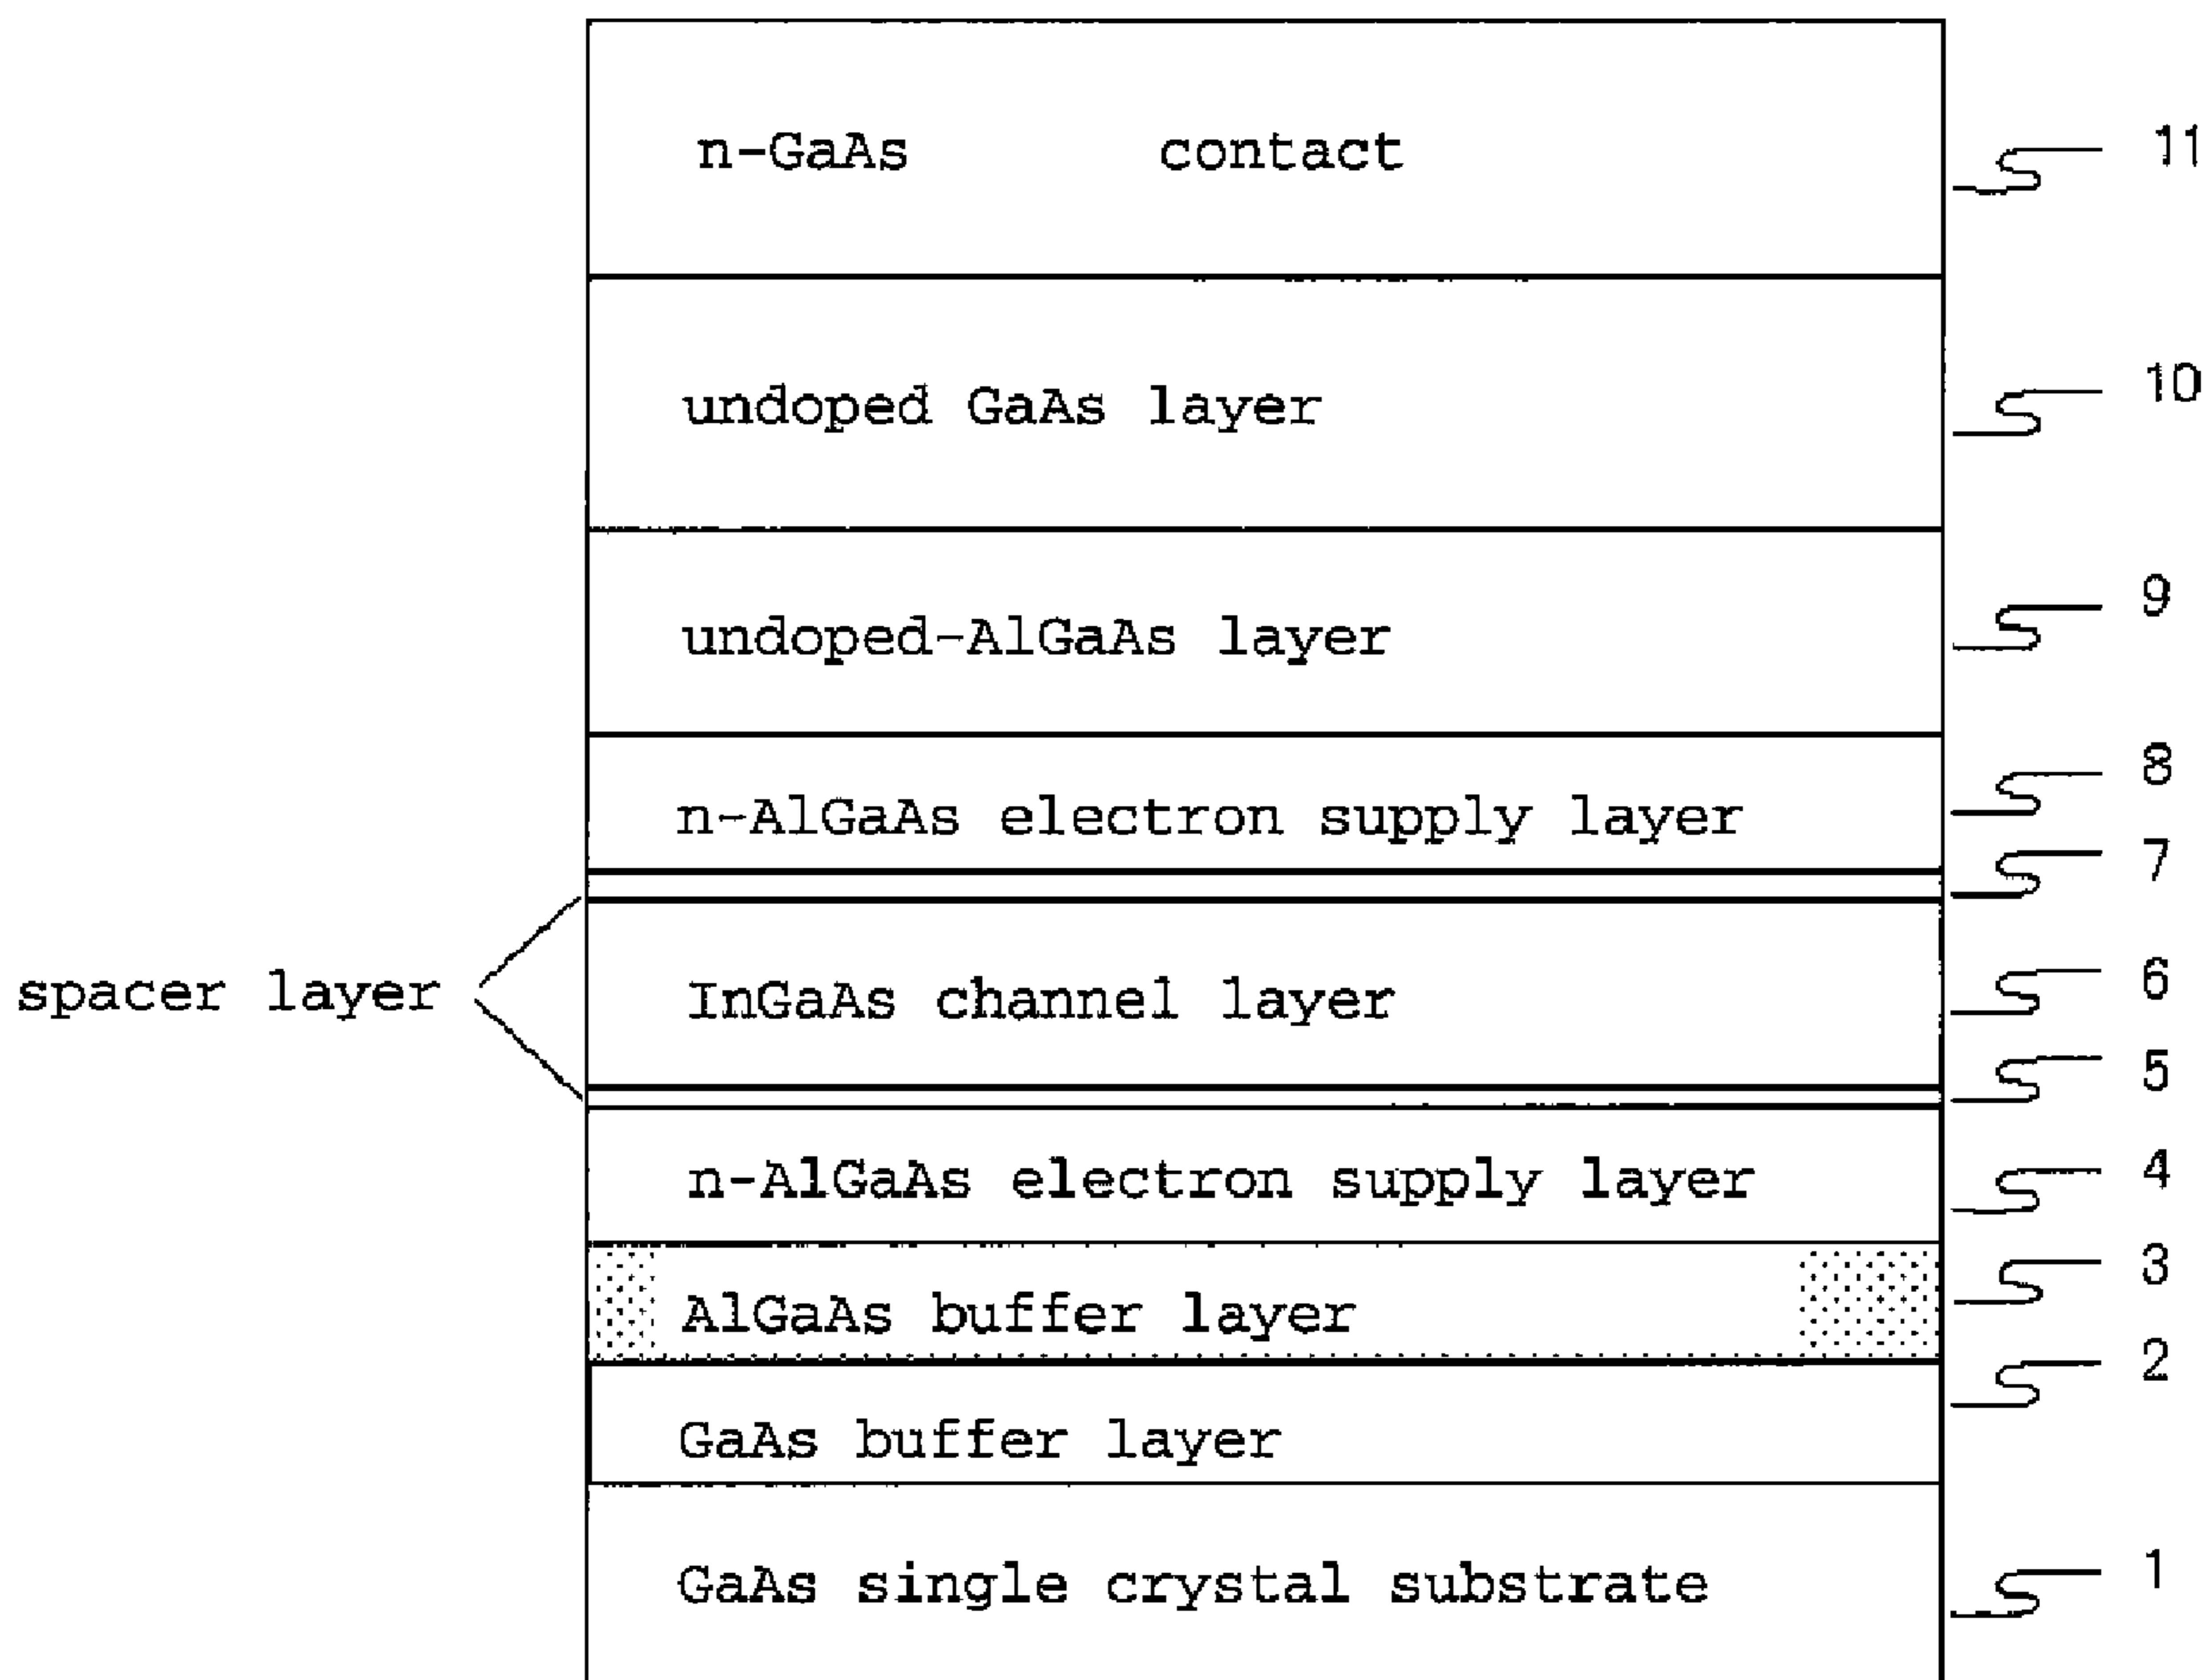 n-GaAs contact 11
undoped GaAs layer 10
undoped-AlGaAs layer 9
n-AlGaAs electron supply layer 8
7
spacer layer
InGaAs channel layer 6
5
n-AlGaAs electron supply layer 4
AlGaAs buffer layer 3
GaAs buffer layer 2
GaAs single crystal substrate 1